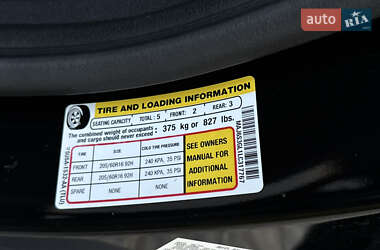 auto RIA
TIRE AND LOADING INFORMATION
SEATING CAPACITY TOTAL: 5 FRONT: 2 REAR: 3
The combined weight of occupants and cargo should never exceed: 375 kg or 827 lbs.
TIRE SIZE COLD TIRE PRESSURE
FRONT 205/60R16 92H 240 KPA, 35 PSI
REAR 205/60R16 92H 240 KPA, 35 PSI
SPARE NONE NONE
SEE OWNERS
MANUAL FOR
ADDITIONAL
INFORMATION